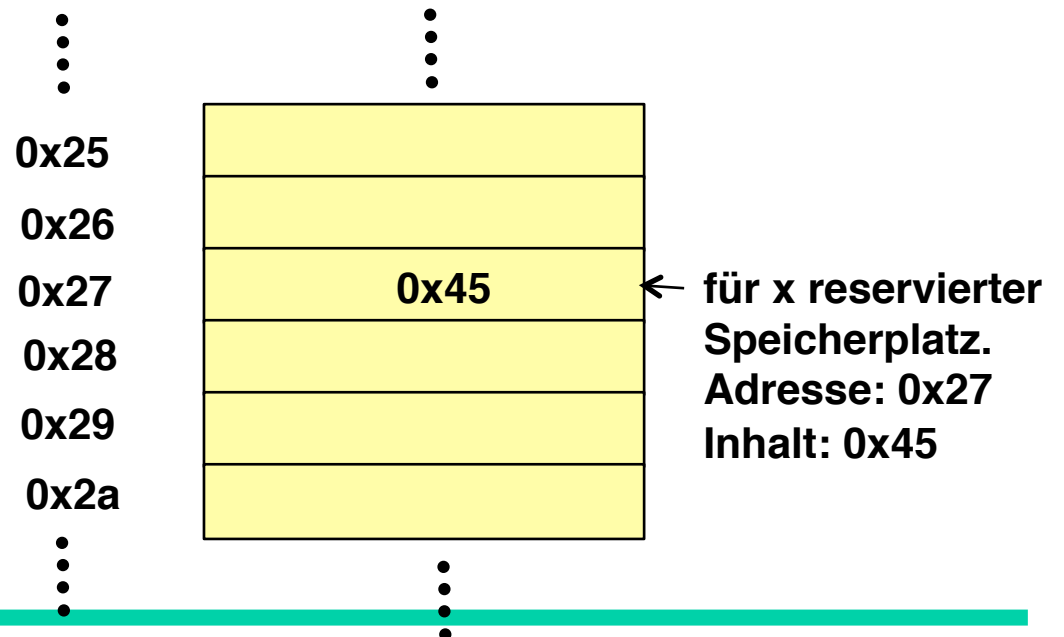 0x25
0x26
0x27
0x45
für x reservierter
Speicherplatz.
Adresse: 0x27
Inhalt: 0x45
0x28
0x29
0x2a